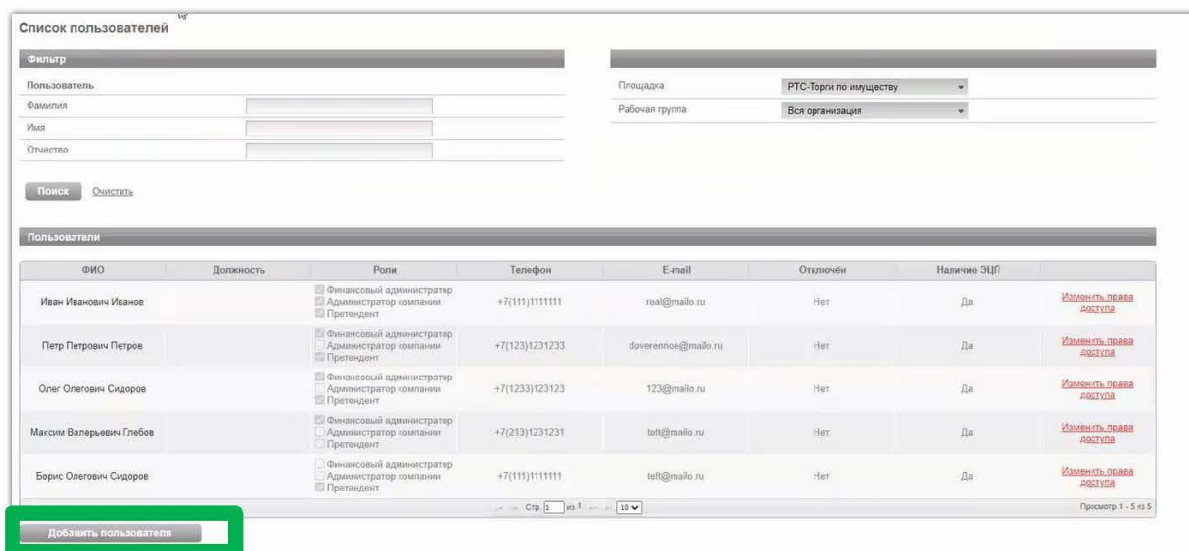 Список пользователей
Фильтр
Пользователь
Фамилия
Имя
Отчество
Площадка РТС-Торги по имуществу
Рабочая группа Вся организация
Поиск Очистить
Пользователи
ФИО Должность Роли Телефон E-mail Отключён Наличие ЭЦП
Финансовый администратор
Иван Иванович Иванов Администратор компании +7(111)1111111 real@mailo.ru Нет Да Изменить права доступа
Претендент
Финансовый администратор
Петр Петрович Петров Администратор компании +7(123)1231233 doverennoe@mailo.ru Нет Да Изменить права доступа
Претендент
Финансовый администратор
Олег Олегович Сидоров Администратор компании +7(1233)123123 123@mailo.ru Нет Да Изменить права доступа
Претендент
Финансовый администратор
Максим Валерьевич Глебов Администратор компании +7(213)1231231 Нет Да Изменить права доступа
Претендент
Финансовый администратор
Борис Олегович Сидоров Администратор компании +7(111)1111111 Нет Да Изменить права доступа
Претендент
Стр. 1 из 1 10 Просмотр 1 - 5 из 5
Добавить пользователя